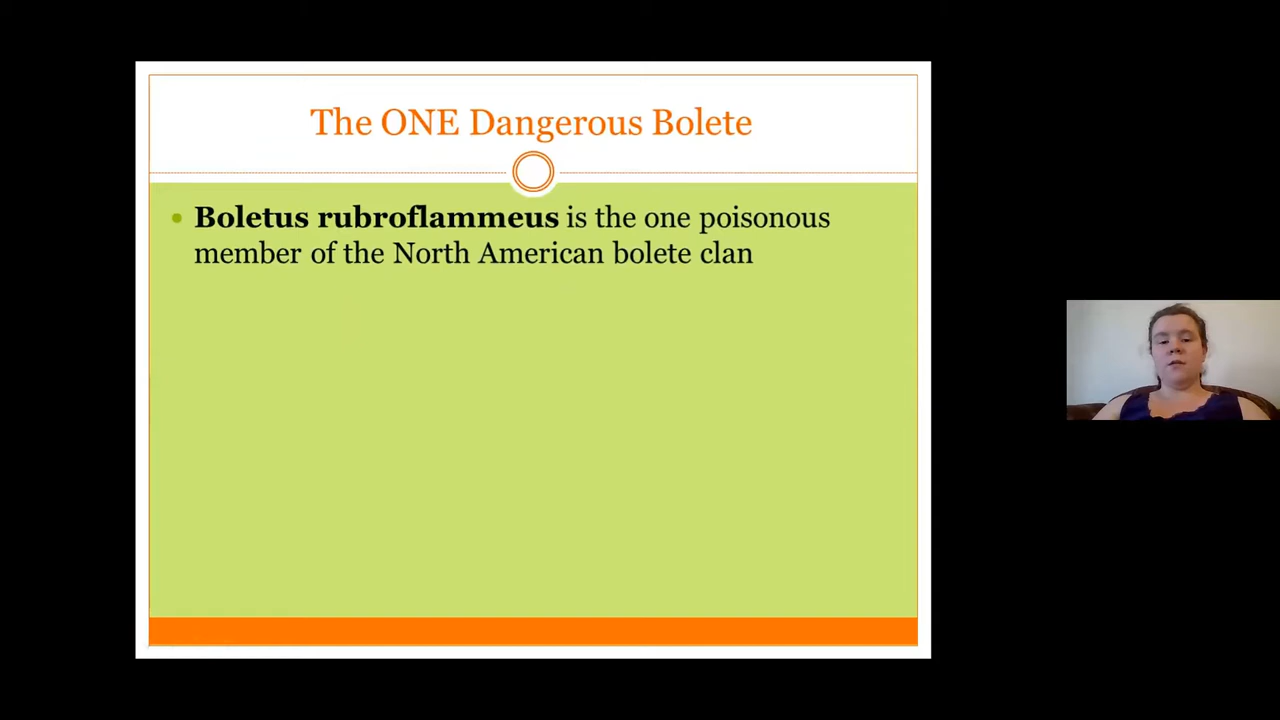 The ONE Dangerous Bolete
Boletus rubroflammeus is the one poisonous
member of the North American bolete clan